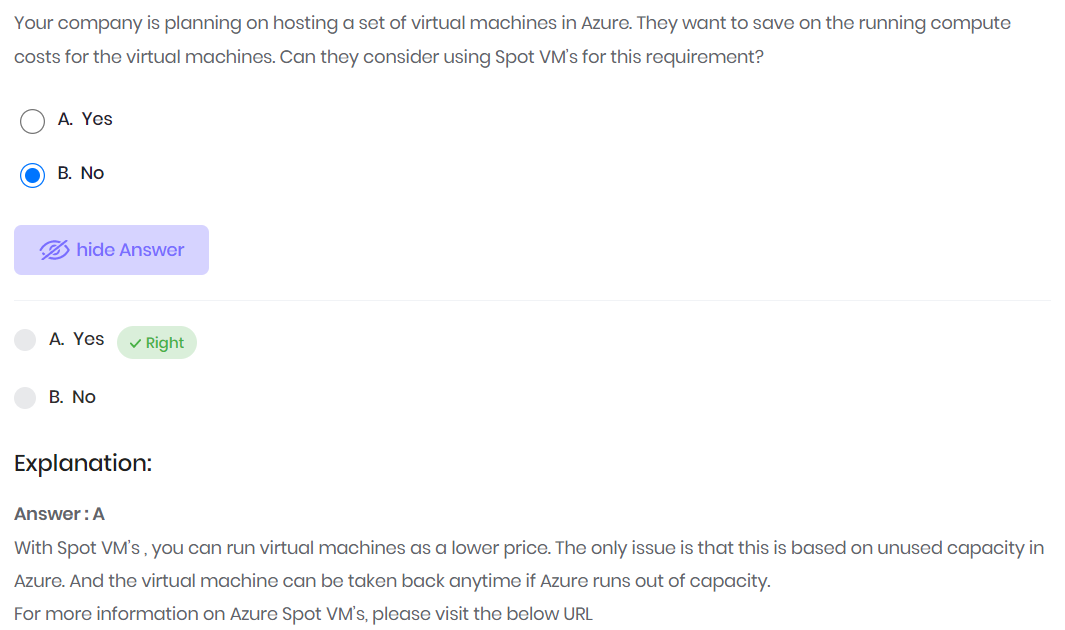 Your company is planning on hosting a set of virtual machines in Azure. They want to save on the running compute
costs for the virtual machines. Can they consider using Spot VM's for this requirement?
A. Yes
B. No
hide Answer
A. Yes Right
B. No
Explanation:
Answer : A
With Spot VM's , you can run virtual machines as a lower price. The only issue is that this is based on unused capacity in
Azure. And the virtual machine can be taken back anytime if Azure runs out of capacity.
For more information on Azure Spot VM's, please visit the below URL